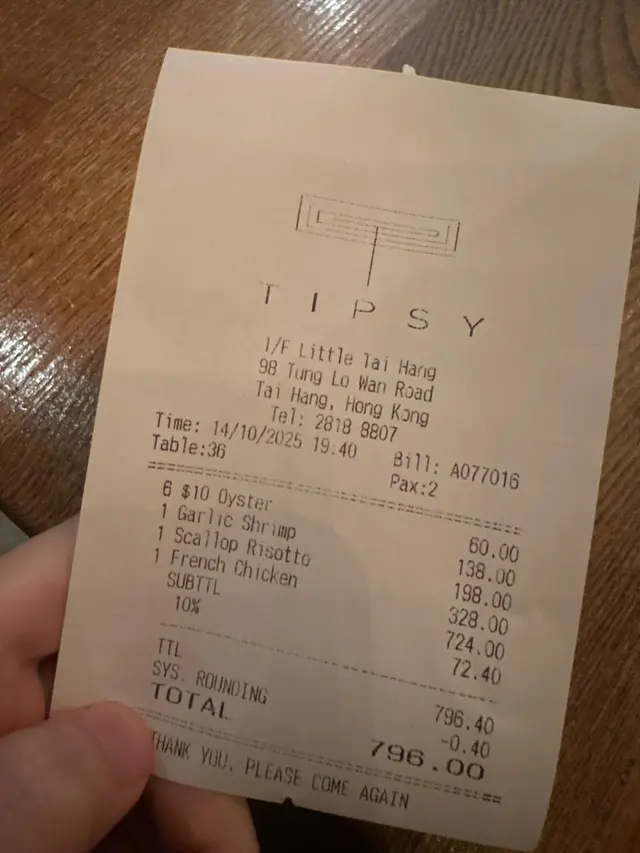 TIPSY
1/F Little Tai Hang
98 Tung Lo Wan Road
Tai Hang, Hong Kong
Tel: 2818 8807
Time: 14/10/2025 19:40 Bill: A077016
Table:36 Pax:2
6 $10 Oyster 60.00
1 Garlic Shrimp 138.00
1 Scallop Risotto 198.00
1 French Chicken 328.00
SUBTTL 724.00
10% 72.40
TTL 796.40
SYS. ROUNDING -0.40
TOTAL 796.00
THANK YOU, PLEASE COME AGAIN